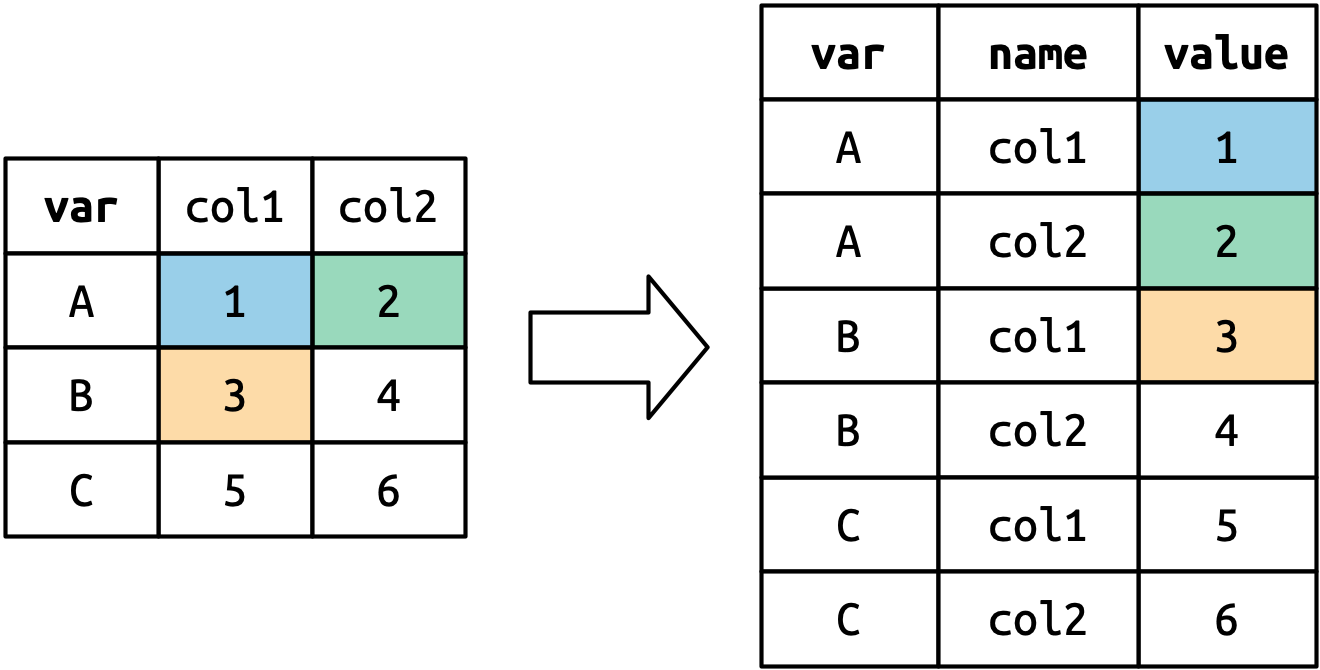 var col1 col2
A 1 2
B 3 4
C 5 6
var name value
A col1 1
A col2 2
B col1 3
B col2 4
C col1 5
C col2 6